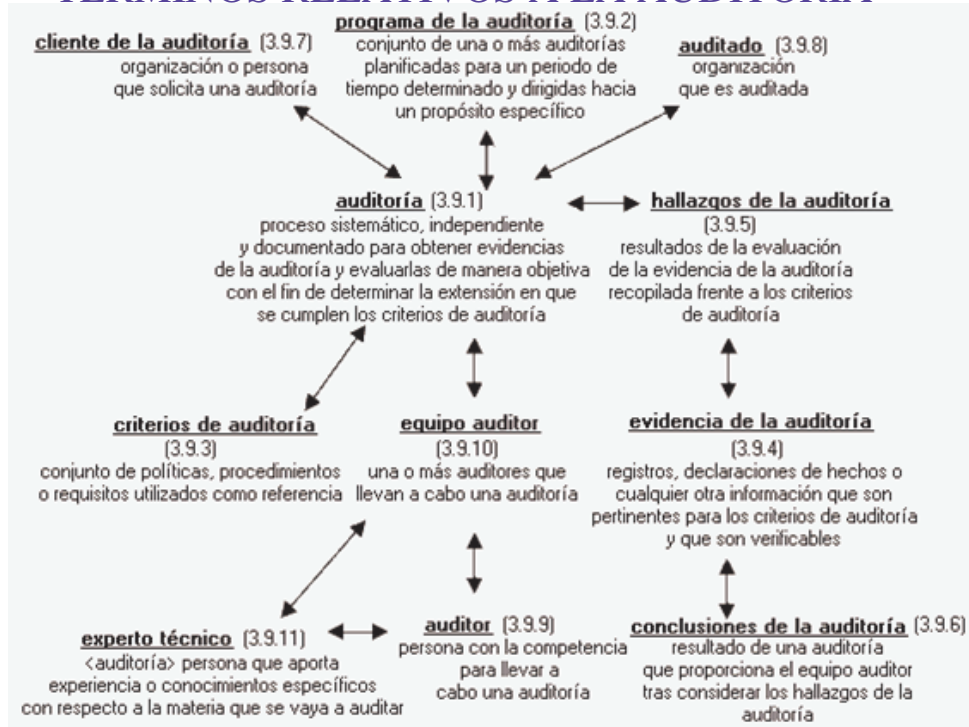 TÉRMINOS RELATIVOS A LA AUDITORÍA
cliente de la auditoría (3.9.7)
organización o persona
que solicita una auditoría
programa de la auditoría (3.9.2)
conjunto de una o más auditorías
planificadas para un periodo de
tiempo determinado y dirigidas hacia
un propósito específico
auditado (3.9.8)
organización
que es auditada
auditoría (3.9.1)
proceso sistemático, independiente
y documentado para obtener evidencias
de la auditoría y evaluarlas de manera objetiva
con el fin de determinar la extensión en que
se cumplen los criterios de auditoría
hallazgos de la auditoría
(3.9.5)
resultados de la evaluación
de la evidencia de la auditoría
recopilada frente a los criterios
de auditoría
criterios de auditoría
(3.9.3)
conjunto de políticas, procedimientos
o requisitos utilizados como referencia
equipo auditor
(3.9.10)
una o más auditores que
llevan a cabo una auditoría
evidencia de la auditoría
(3.9.4)
registros, declaraciones de hechos o
cualquier otra información que son
pertinentes para los criterios de auditoría
y que son verificables
experto técnico (3.9.11)
<auditoría> persona que aporta
experiencia o conocimientos específicos
con respecto a la materia que se vaya a auditar
auditor (3.9.9)
persona con la competencia
para llevar a
cabo una auditoría
conclusiones de la auditoría (3.9.6)
resultado de una auditoría
que proporciona el equipo auditor
tras considerar los hallazgos de la
auditoría